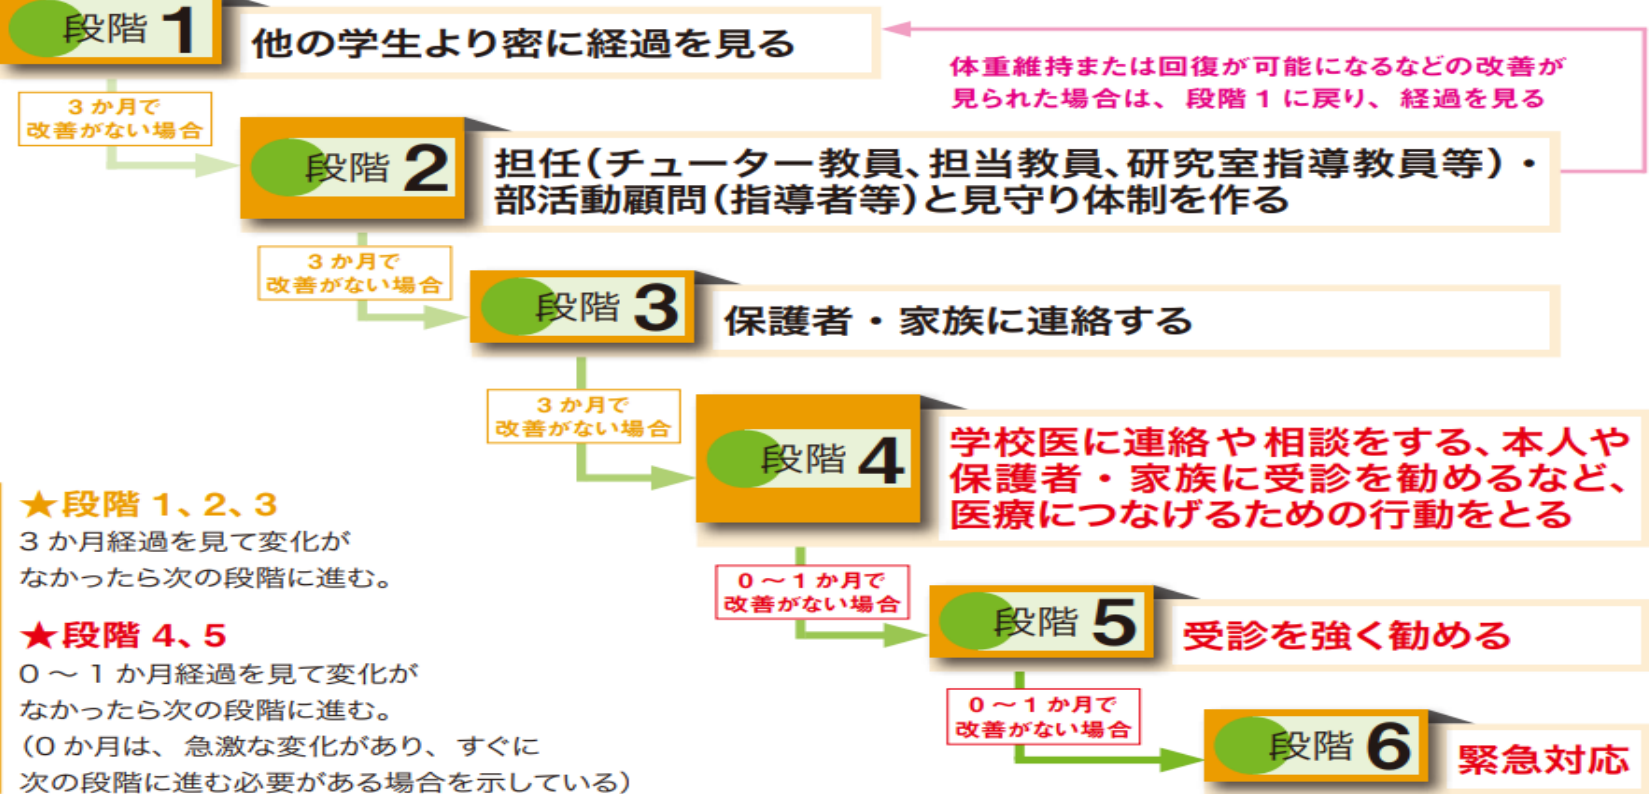 段階 1
他の学生より密に経過を見る
体重維持または回復が可能になるなどの改善が
見られた場合は、段階 1 に戻り、経過を見る
3 か月で
改善がない場合
段階 2
担任(チューター教員、担当教員、研究室指導教員等)・
部活動顧問(指導者等)と見守り体制を作る
3 か月で
改善がない場合
段階 3
保護者・家族に連絡する
3 か月で
改善がない場合
段階 4
学校医に連絡や相談をする、本人や
保護者・家族に受診を勧めるなど、
医療につなげるための行動をとる
0 ～ 1 か月で
改善がない場合
段階 5
受診を強く勧める
0 ～ 1 か月で
改善がない場合
段階 6
緊急対応
★段階 1、2、3
3 か月経過を見て変化が
なかったら次の段階に進む。
★段階 4、5
0 ～ 1 か月経過を見て変化が
なかったら次の段階に進む。
(0 か月は、急激な変化があり、すぐに
次の段階に進む必要がある場合を示している)